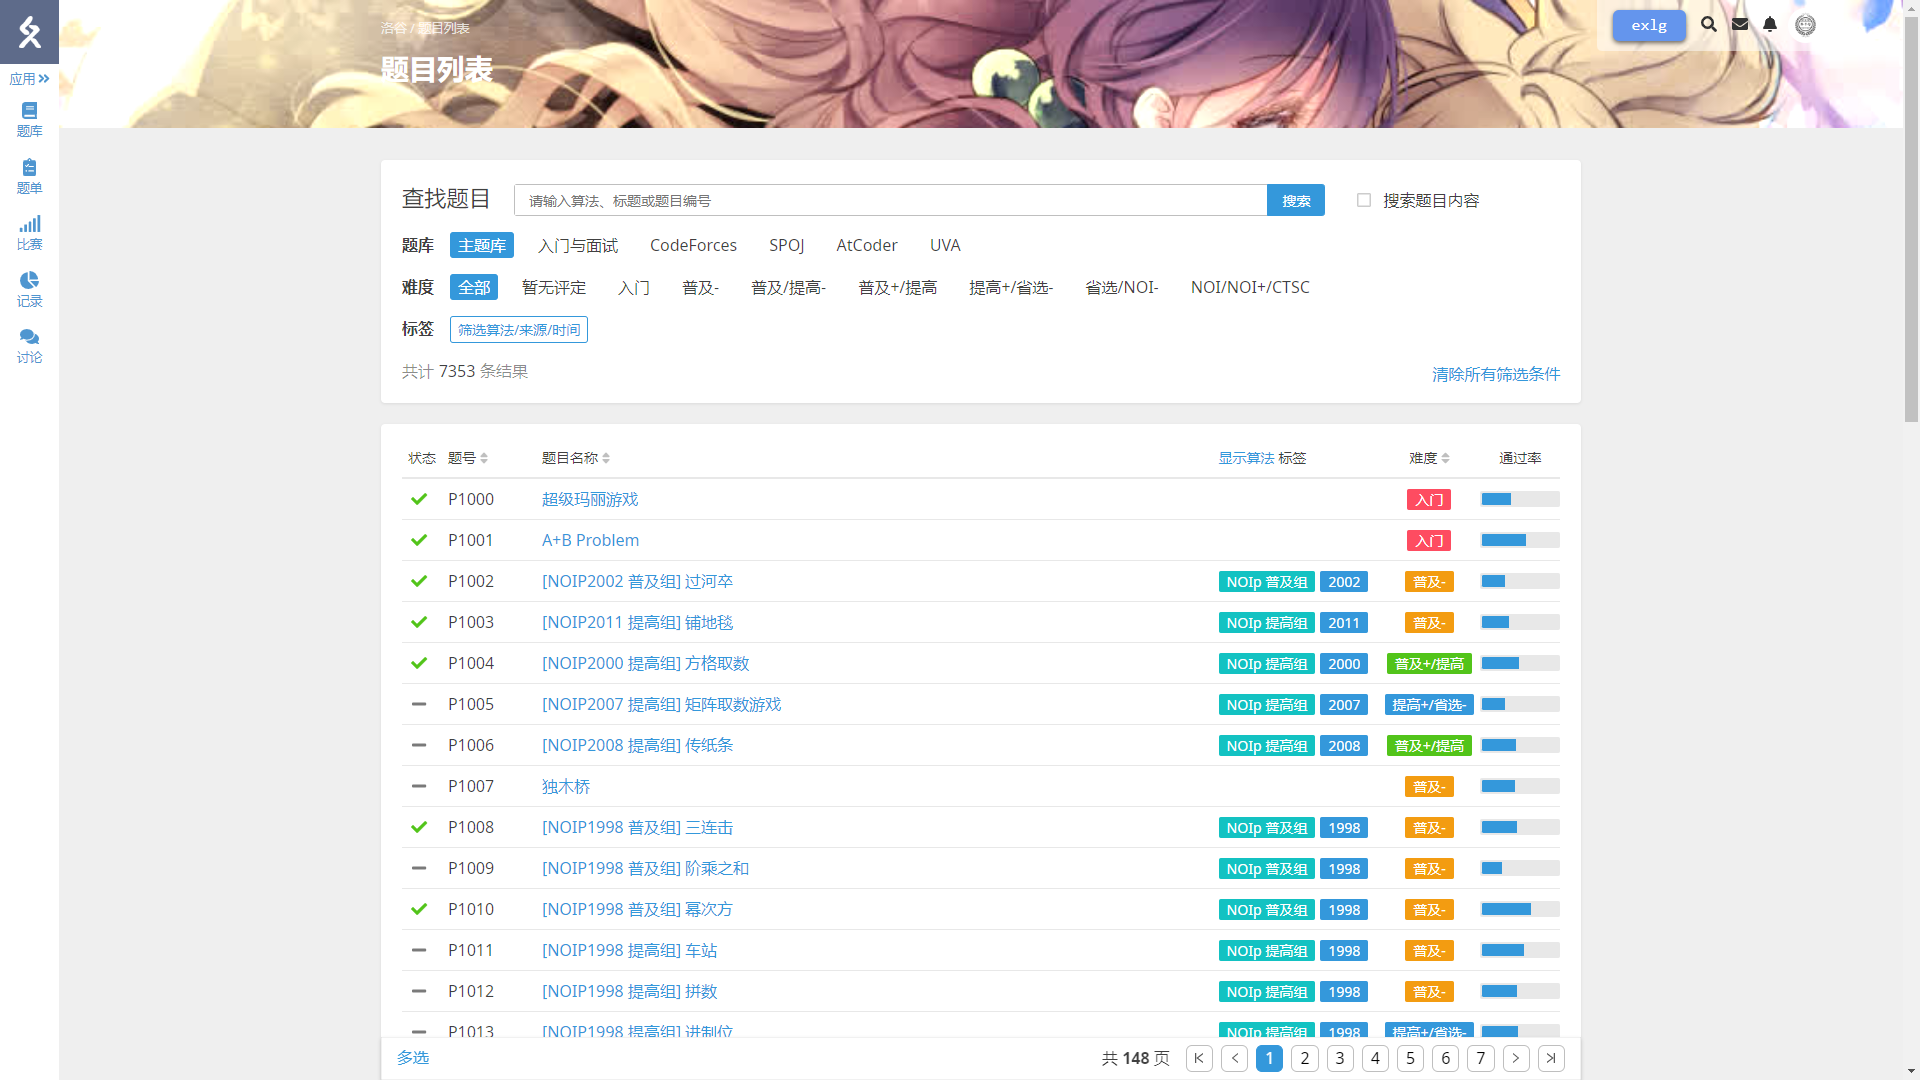 洛谷 / 题目列表
题目列表
exlg
应用
题库
题单
比赛
记录
讨论
查找题目 请输入算法、标题或题目编号 搜索 搜索题目内容
题库 主题库 入门与面试 CodeForces SPOJ AtCoder UVA
难度 全部 暂无评定 入门 普及- 普及/提高- 普及+/提高 提高+/省选- 省选/NOI- NOI/NOI+/CTSC
标签 筛选算法/来源/时间
共计 7353 条结果 清除所有筛选条件
状态 题号 题目名称 显示算法 标签 难度 通过率
P1000 超级玛丽游戏 入门
P1001 A+B Problem 入门
P1002 [NOIP2002 普及组] 过河卒 NOIp 普及组 2002 普及-
P1003 [NOIP2011 提高组] 铺地毯 NOIp 提高组 2011 普及-
P1004 [NOIP2000 提高组] 方格取数 NOIp 提高组 2000 普及+/提高
P1005 [NOIP2007 提高组] 矩阵取数游戏 NOIp 提高组 2007 提高+/省选-
P1006 [NOIP2008 提高组] 传纸条 NOIp 提高组 2008 普及+/提高
P1007 独木桥 普及-
P1008 [NOIP1998 普及组] 三连击 NOIp 普及组 1998 普及-
P1009 [NOIP1998 普及组] 阶乘之和 NOIp 普及组 1998 普及-
P1010 [NOIP1998 普及组] 幂次方 NOIp 普及组 1998 普及-
P1011 [NOIP1998 提高组] 车站 NOIp 提高组 1998 普及-
P1012 [NOIP1998 提高组] 拼数 NOIp 提高组 1998 普及-
P1013 [NOIP1998 提高组] 进制位 NOIp 提高组 1998 提高+/省选-
多选 共 148 页 1 2 3 4 5 6 7